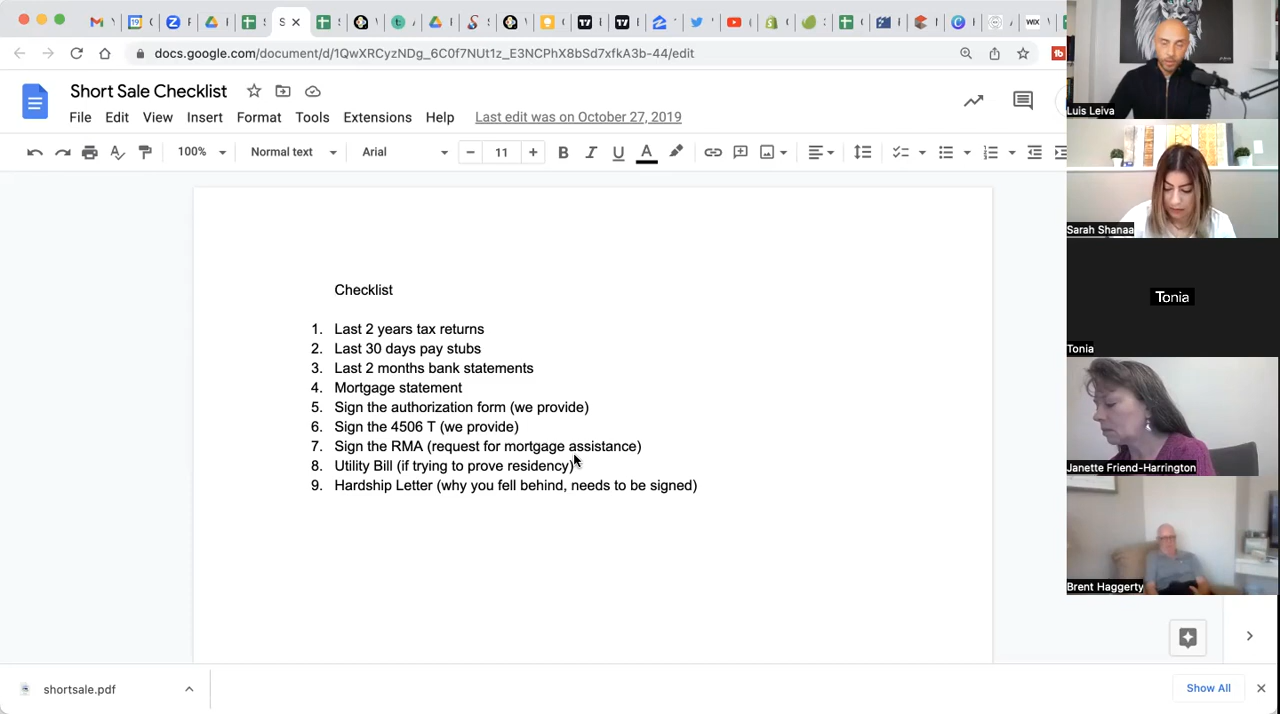 docs.google.com/document/d/1QwXRCyzNDg_6C0f7NUt1z_E3NCPhX8bSd7xfkA3b-44/edit
Short Sale Checklist
File Edit View Insert Format Tools Extensions Help Last edit was on October 27, 2019
100% Normal text Arial 11 B I U A
Checklist
1. Last 2 years tax returns
2. Last 30 days pay stubs
3. Last 2 months bank statements
4. Mortgage statement
5. Sign the authorization form (we provide)
6. Sign the 4506 T (we provide)
7. Sign the RMA (request for mortgage assistance)
8. Utility Bill (if trying to prove residency)
9. Hardship Letter (why you fell behind, needs to be signed)
Luis Leiva
Sarah Shanaa
Tonia
Tonia
Janette Friend-Harrington
Brent Haggerty
shortsale.pdf
Show All